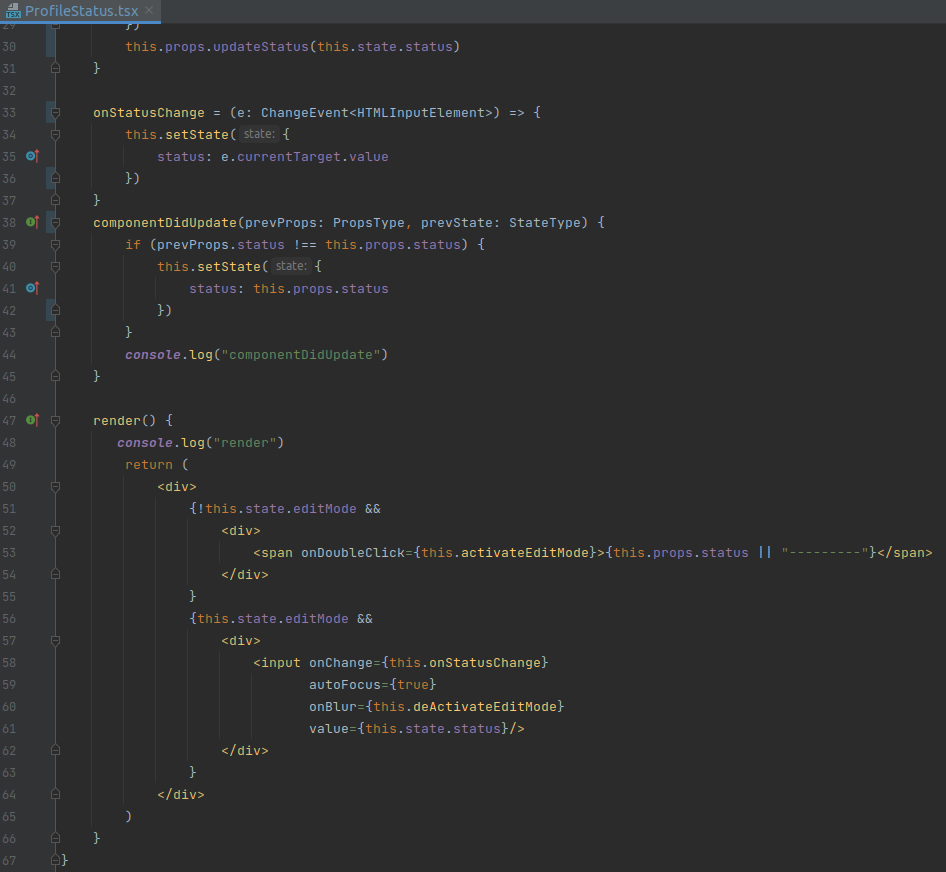 ProfileStatus.tsx
29 })
30 this.props.updateStatus(this.state.status)
31 }
32
33 onStatusChange = (e: ChangeEvent<HTMLInputElement>) => {
34 this.setState( state: {
35 status: e.currentTarget.value
36 })
37 }
38 componentDidUpdate(prevProps: PropsType, prevState: StateType) {
39 if (prevProps.status !== this.props.status) {
40 this.setState( state: {
41 status: this.props.status
42 })
43 }
44 console.log("componentDidUpdate")
45 }
46
47 render() {
48 console.log("render")
49 return (
50 <div>
51 {!this.state.editMode &&
52 <div>
53 <span onDoubleClick={this.activateEditMode}>{this.props.status || "---------"}</span>
54 </div>
55 }
56 {this.state.editMode &&
57 <div>
58 <input onChange={this.onStatusChange}
59 autoFocus={true}
60 onBlur={this.deActivateEditMode}
61 value={this.state.status}/>
62 </div>
63 }
64 </div>
65 )
66 }
67 }